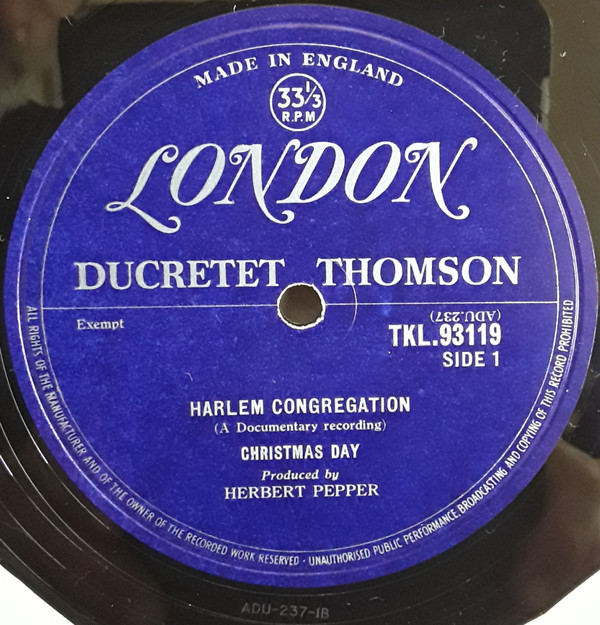 MADE IN ENGLAND
33 1/3
R.P.M
LONDON
DUCRETET THOMSON
Exempt
(ADU.237)
TKL.93119
SIDE 1
HARLEM CONGREGATION
(A Documentary recording)
CHRISTMAS DAY
Produced by
HERBERT PEPPER
ALL RIGHTS OF THE MANUFACTURER AND OF THE OWNER OF THE RECORDED WORK RESERVED · UNAUTHORISED PUBLIC PERFORMANCE, BROADCASTING AND COPYING OF THIS RECORD PROHIBITED
ADU-237-1B